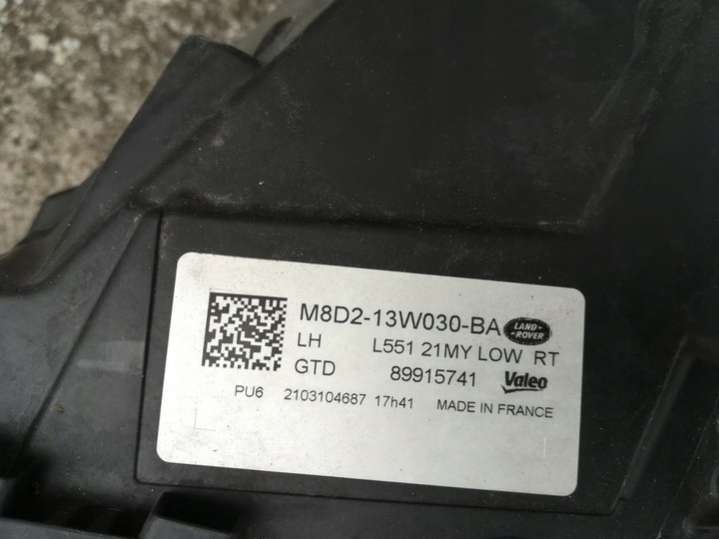 M8D2-13W030-BA LAND-ROVER
LH L551 21MY LOW RT
GTD 89915741 Valeo
PU6 2103104687 17h41 MADE IN FRANCE